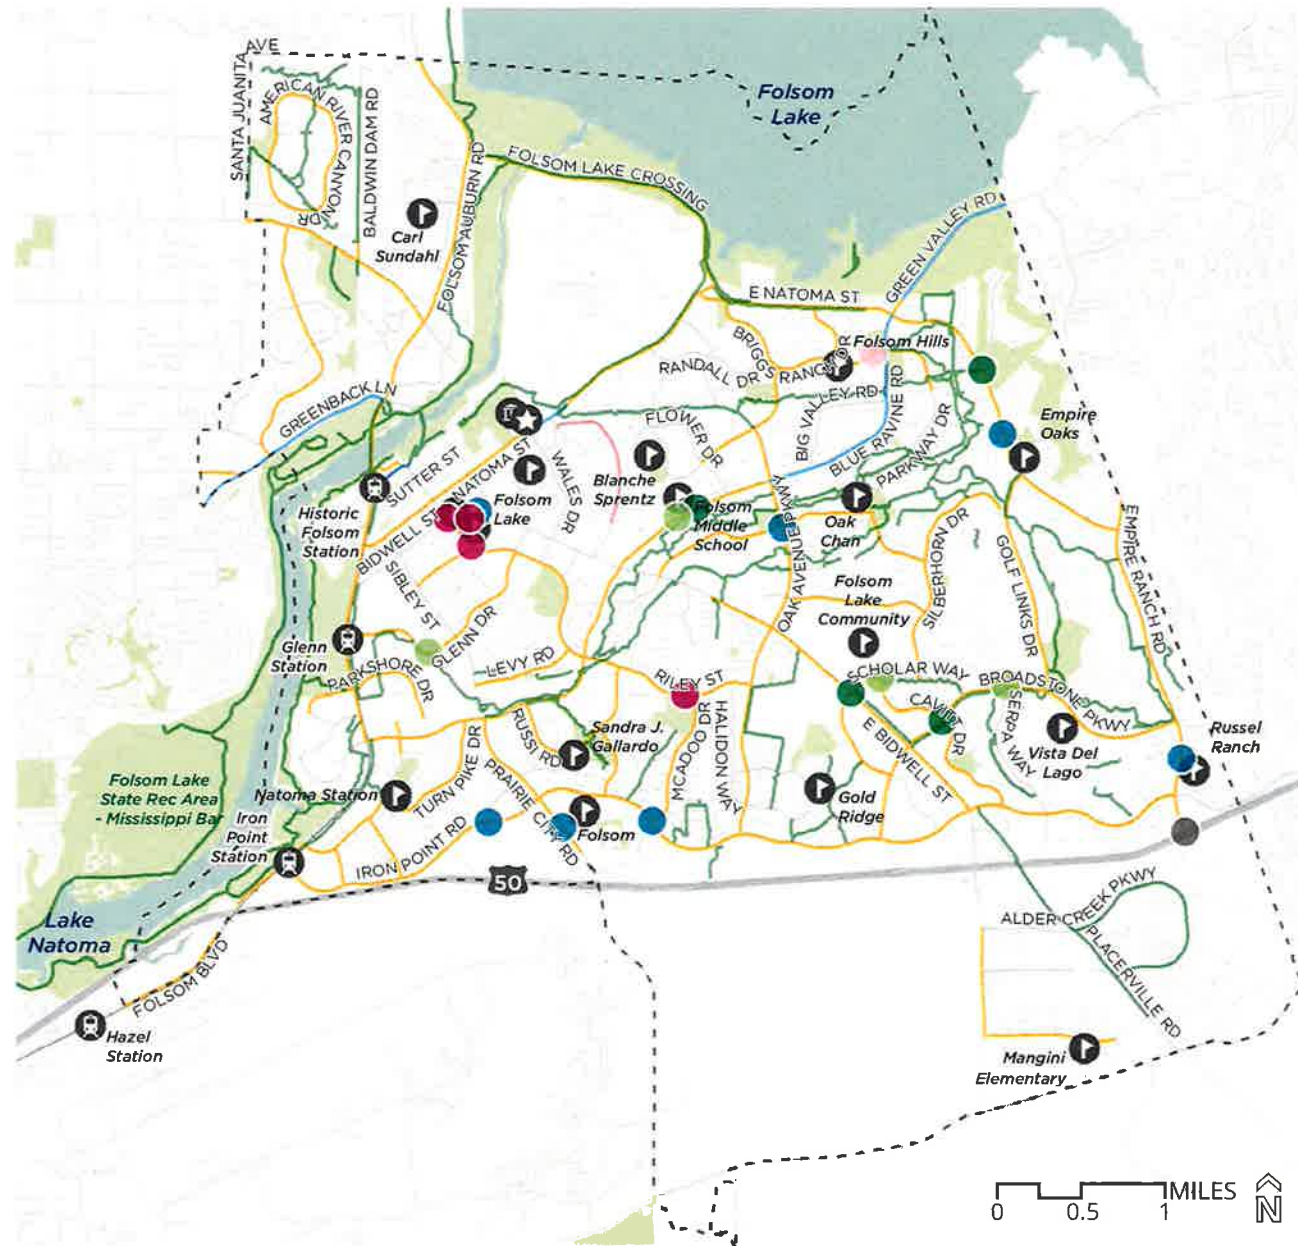 AVE
SANTA JUANITA
AMERICAN RIVER CANYON DR
BALDWIN DAM RD
FOLSOM AUBURN RD
Folsom
Lake
FOLSOM LAKE CROSSING
Carl
Sundahl
GREEN VALLEY RD
E NATOMA ST
BRIGGS RANCH DR
Folsom Hills
RANDALL DR
GREENBACK LN
FLOWER DR
BIG VALLEY RD
BLUE RAVINE RD
PARKWAY DR
Empire
Oaks
SUTTER ST
NATOMA ST
WALES DR
Blanche
Sprentz
Historic
Folsom
Station
BIDWELL ST
Folsom
Lake
Folsom
Middle
School
OAK AVENUE PKWY
Oak
Chan
SIBLEY ST
SILBERHORN DR
GOLF LINKS DR
EMPIRE RANCH RD
Folsom
Lake
Community
Glenn
Station
GLENN DR
PARKSHORE DR
LEVY RD
RILEY ST
SCHOLAR WAY
BROADSTONE PKWY
CAVITT DR
SERPA WAY
RUSSI RD
Sandra J.
Gallardo
MCADOO DR
HALIDON WAY
E BIDWELL ST
Vista Del
Lago
Russel
Ranch
Folsom Lake
State Rec Area
- Mississippi Bar
Natoma Station
TURN PIKE DR
PRAIRIE CITY RD
Gold
Ridge
Iron
Point
Station
IRON POINT RD
Folsom
50
Lake
Natoma
FOLSOM BLVD
ALDER CREEK PKWY
PLACERVILLE RD
Hazel
Station
Mangini
Elementary
0 0.5 1 MILES
N